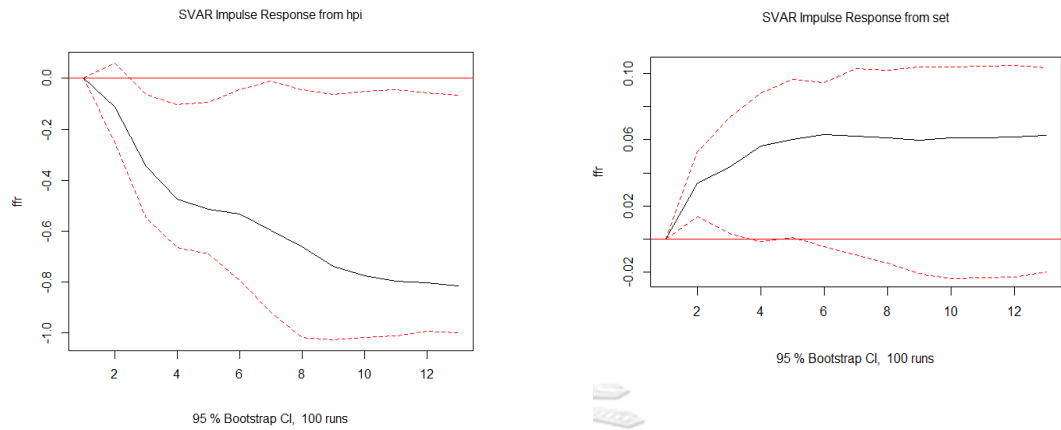 SVAR Impulse Response from hpi
ffr
0.0
-0.2
-0.4
-0.6
-0.8
-1.0
2 4 6 8 10 12
95 % Bootstrap CI, 100 runs
SVAR Impulse Response from set
ffr
0.10
0.06
0.02
-0.02
2 4 6 8 10 12
95 % Bootstrap CI, 100 runs